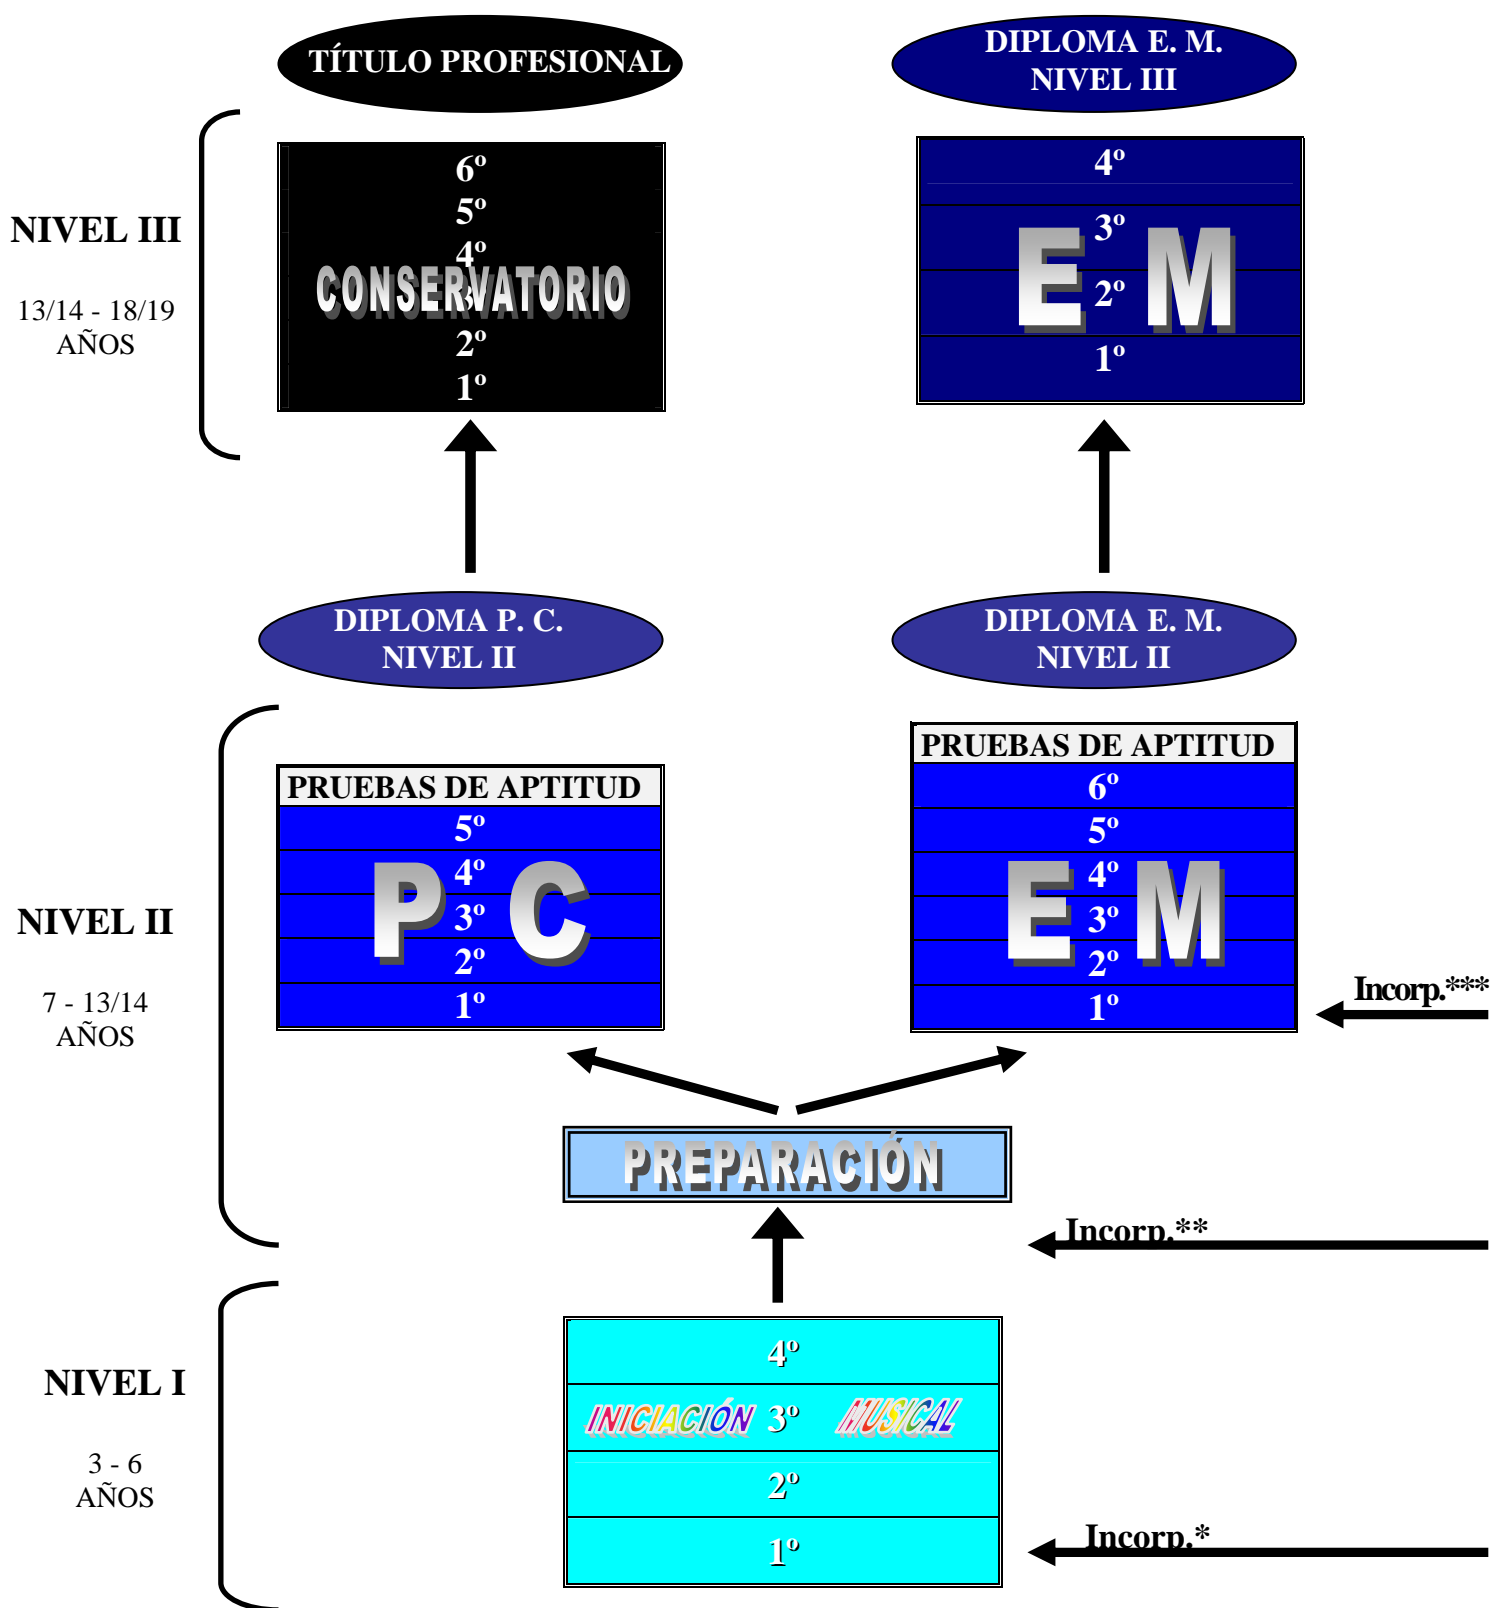 TÍTULO PROFESIONAL
DIPLOMA E. M.
NIVEL III
NIVEL III
13/14 - 18/19
AÑOS
6º
5º
4º
CONSERVATORIO
3º
2º
1º
4º
3º
E M
2º
1º
DIPLOMA P. C.
NIVEL II
DIPLOMA E. M.
NIVEL II
NIVEL II
7 - 13/14
AÑOS
PRUEBAS DE APTITUD
5º
4º
P C
3º
2º
1º
PRUEBAS DE APTITUD
6º
5º
4º
E M
3º
2º
1º
Incorp.***
PREPARACIÓN
Incorp.**
NIVEL I
3 - 6
AÑOS
4º
INICIACIÓN 3º MUSICAL
2º
1º
Incorp.*